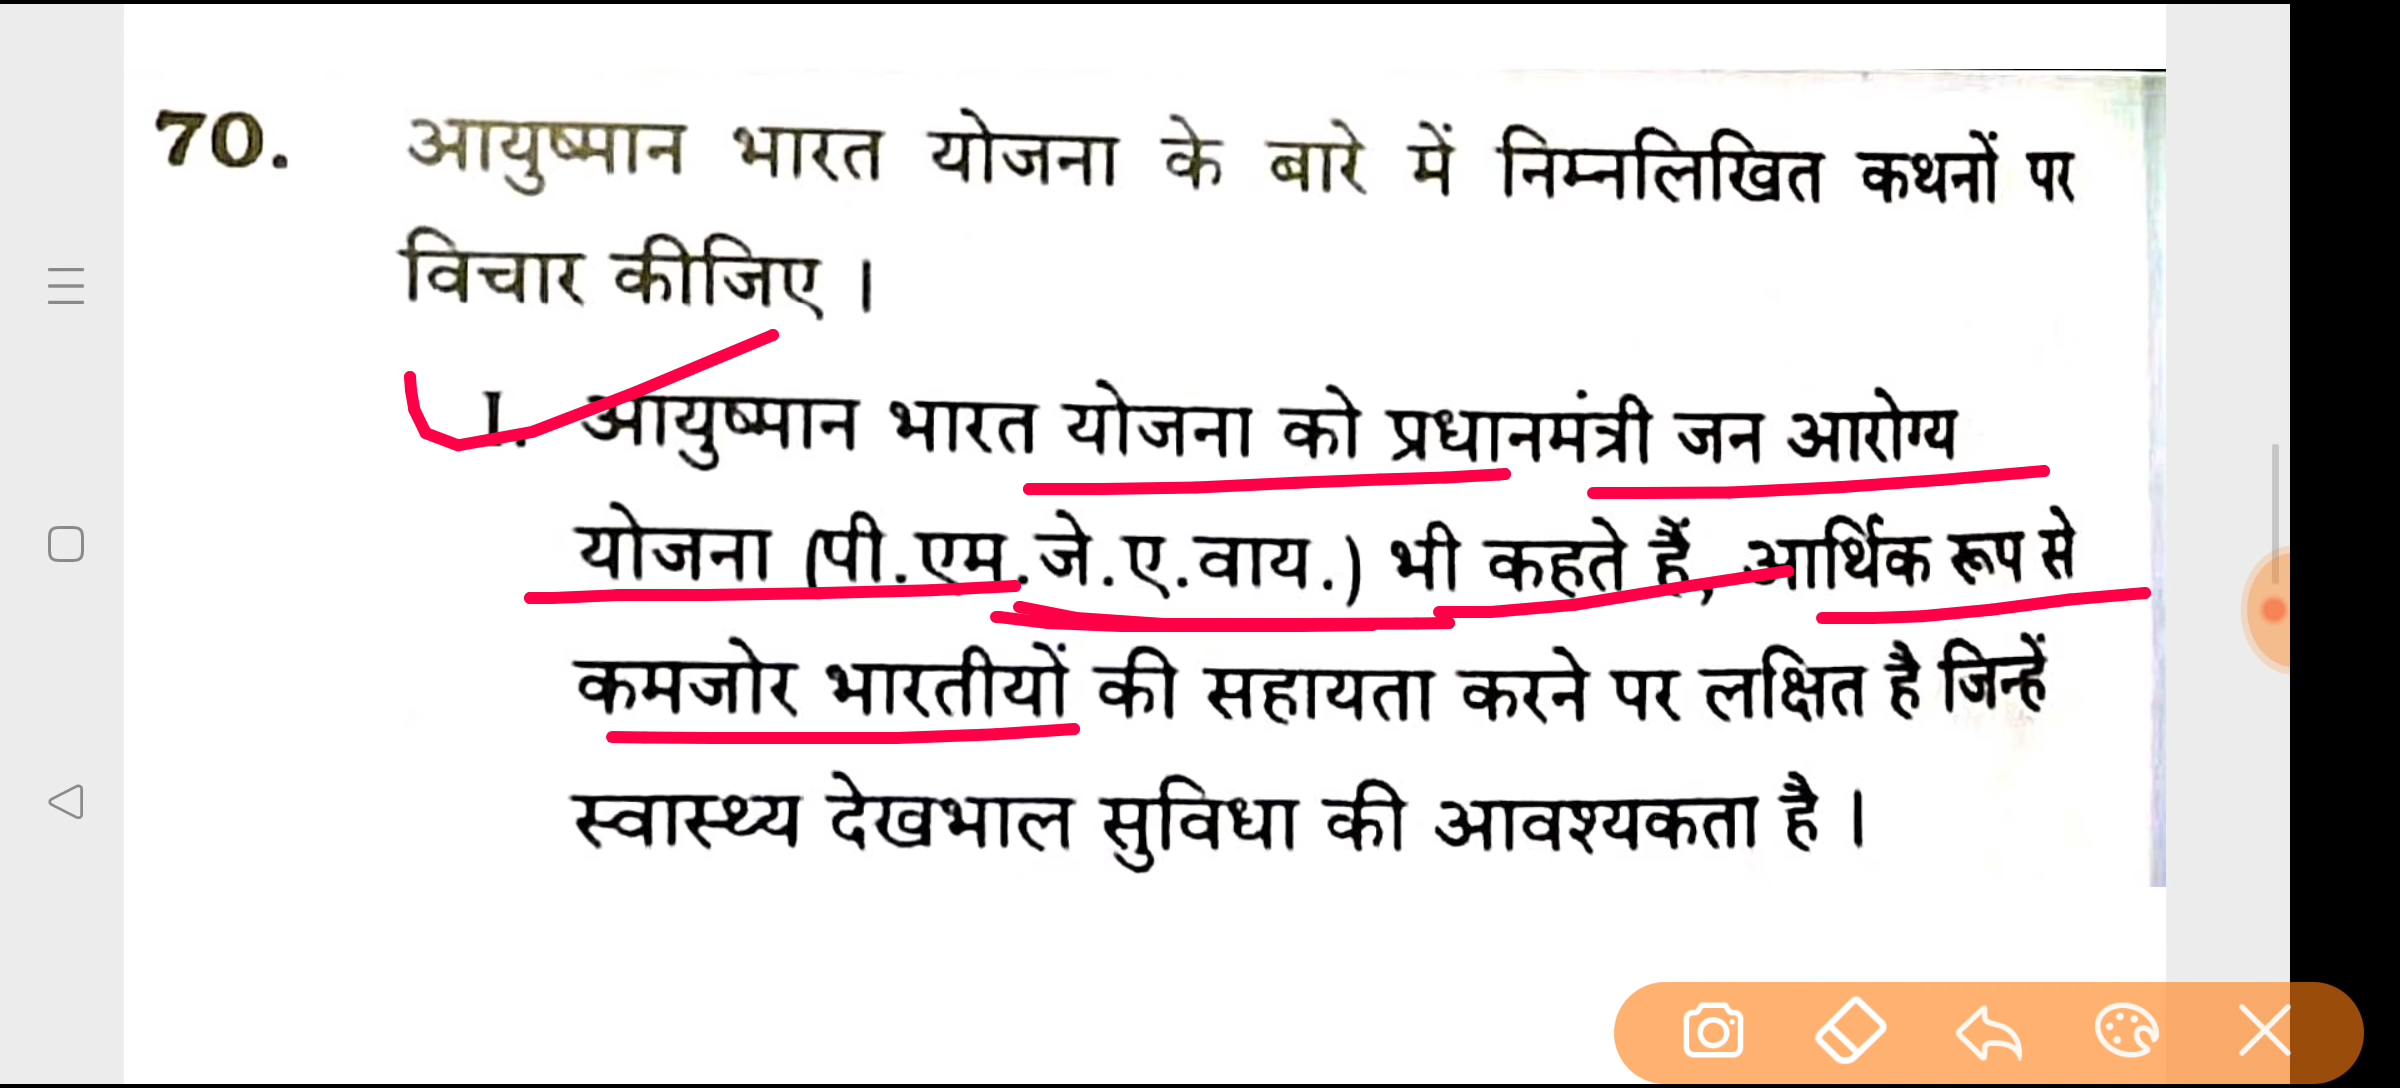 70. आयुष्मान भारत योजना के बारे में निम्नलिखित कथनों पर
विचार कीजिए ।
I. आयुष्मान भारत योजना को प्रधानमंत्री जन आरोग्य
योजना (पी.एम.जे.ए.वाय.) भी कहते हैं, आर्थिक रूप से
कमजोर भारतीयों की सहायता करने पर लक्षित है जिन्हें
स्वास्थ्य देखभाल सुविधा की आवश्यकता है ।